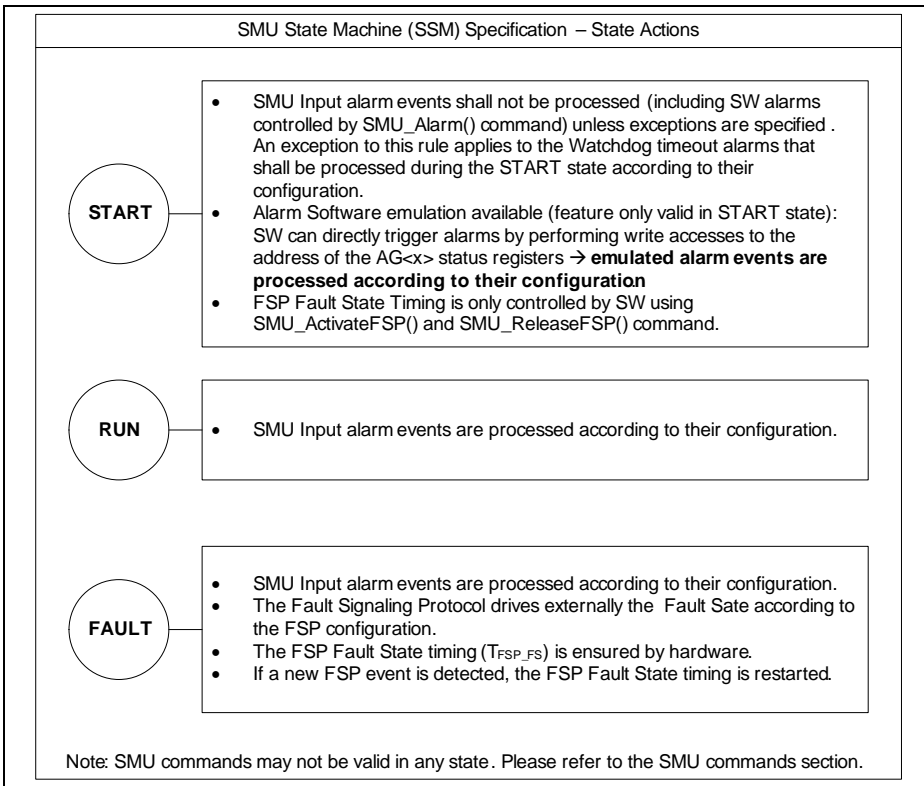 SMU State Machine (SSM) Specification – State Actions
START
• SMU Input alarm events shall not be processed (including SW alarms
controlled by SMU_Alarm() command) unless exceptions are specified .
An exception to this rule applies to the Watchdog timeout alarms that
shall be processed during the START state according to their
configuration.
• Alarm Software emulation available (feature only valid in START state):
SW can directly trigger alarms by performing write accesses to the
address of the AG<x> status registers → emulated alarm events are
processed according to their configuration
• FSP Fault State Timing is only controlled by SW using
SMU_ActivateFSP() and SMU_ReleaseFSP() command.
RUN
• SMU Input alarm events are processed according to their configuration.
FAULT
• SMU Input alarm events are processed according to their configuration.
• The Fault Signaling Protocol drives externally the Fault Sate according to
the FSP configuration.
• The FSP Fault State timing (TFSP_FS) is ensured by hardware.
• If a new FSP event is detected, the FSP Fault State timing is restarted.
Note: SMU commands may not be valid in any state. Please refer to the SMU commands section.